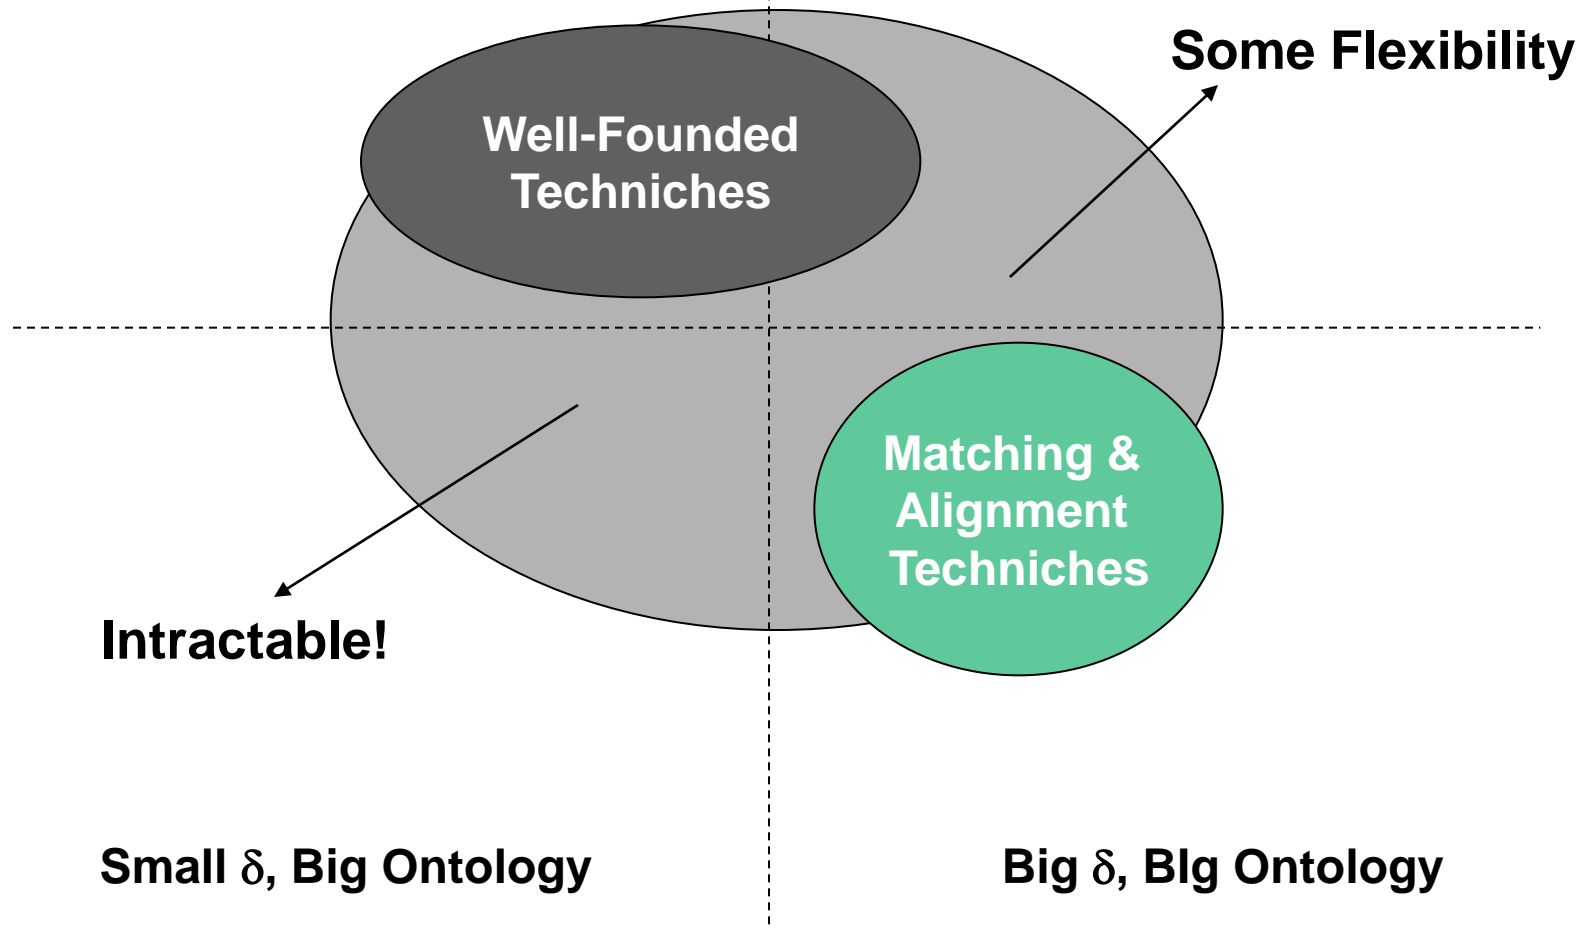 Some Flexibility
Well-Founded
Techniches
Matching &
Alignment
Techniches
Intractable!
Small δ, Big Ontology
Big δ, BIg Ontology